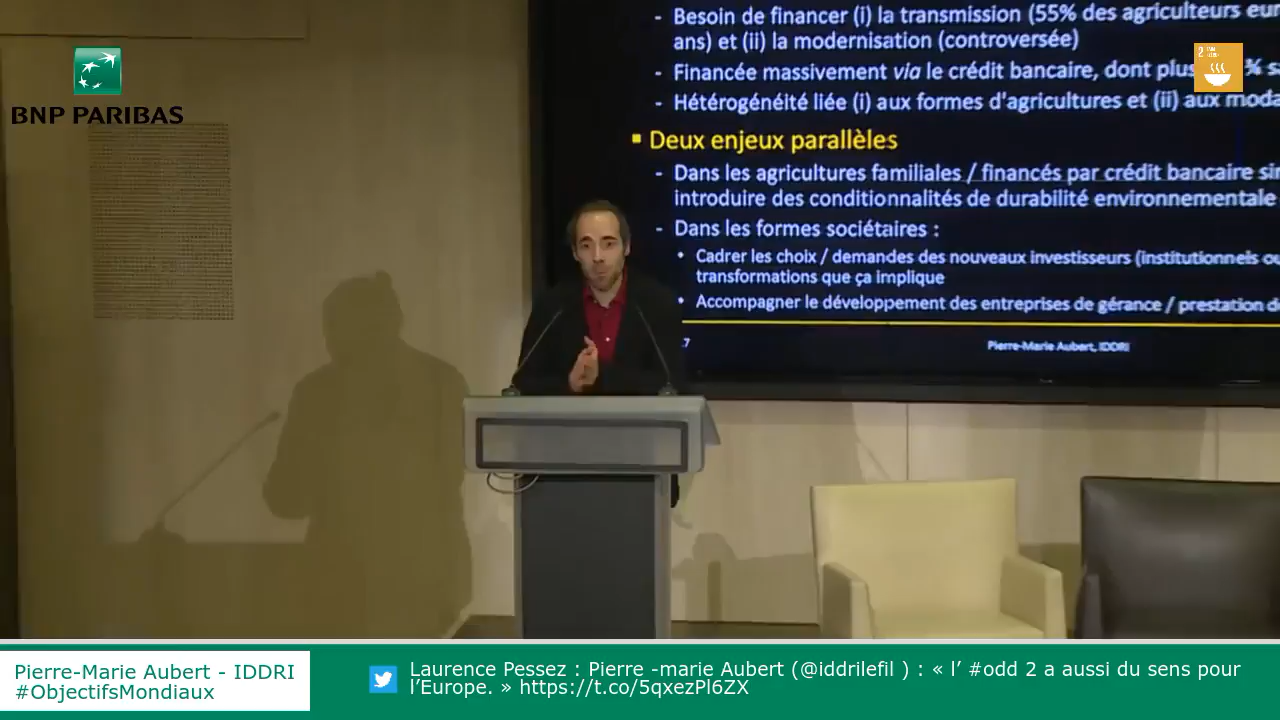 - Besoin de financer (i) la transmission (55% des agriculteurs eur
ans) et (ii) la modernisation (controversée)
- Financée massivement via le crédit bancaire, dont plus % s
- Hétérogénéité liée (i) aux formes d'agricultures et (ii) aux moda
BNP PARIBAS
▪ Deux enjeux parallèles
- Dans les agricultures familiales / financés par crédit bancaire sim
introduire des conditionnalités de durabilité environnementale
- Dans les formes sociétaires :
• Cadrer les choix / demandes des nouveaux investisseurs (institutionnels ou
transformations que ça implique
• Accompagner le développement des entreprises de gérance / prestation d
Pierre-Marie Aubert, IDDRI
Pierre-Marie Aubert - IDDRI
#ObjectifsMondiaux
Laurence Pessez : Pierre -marie Aubert (@iddrilefil ) : « l’ #odd 2 a aussi du sens pour
l’Europe. » https://t.co/5qxezPl6ZX